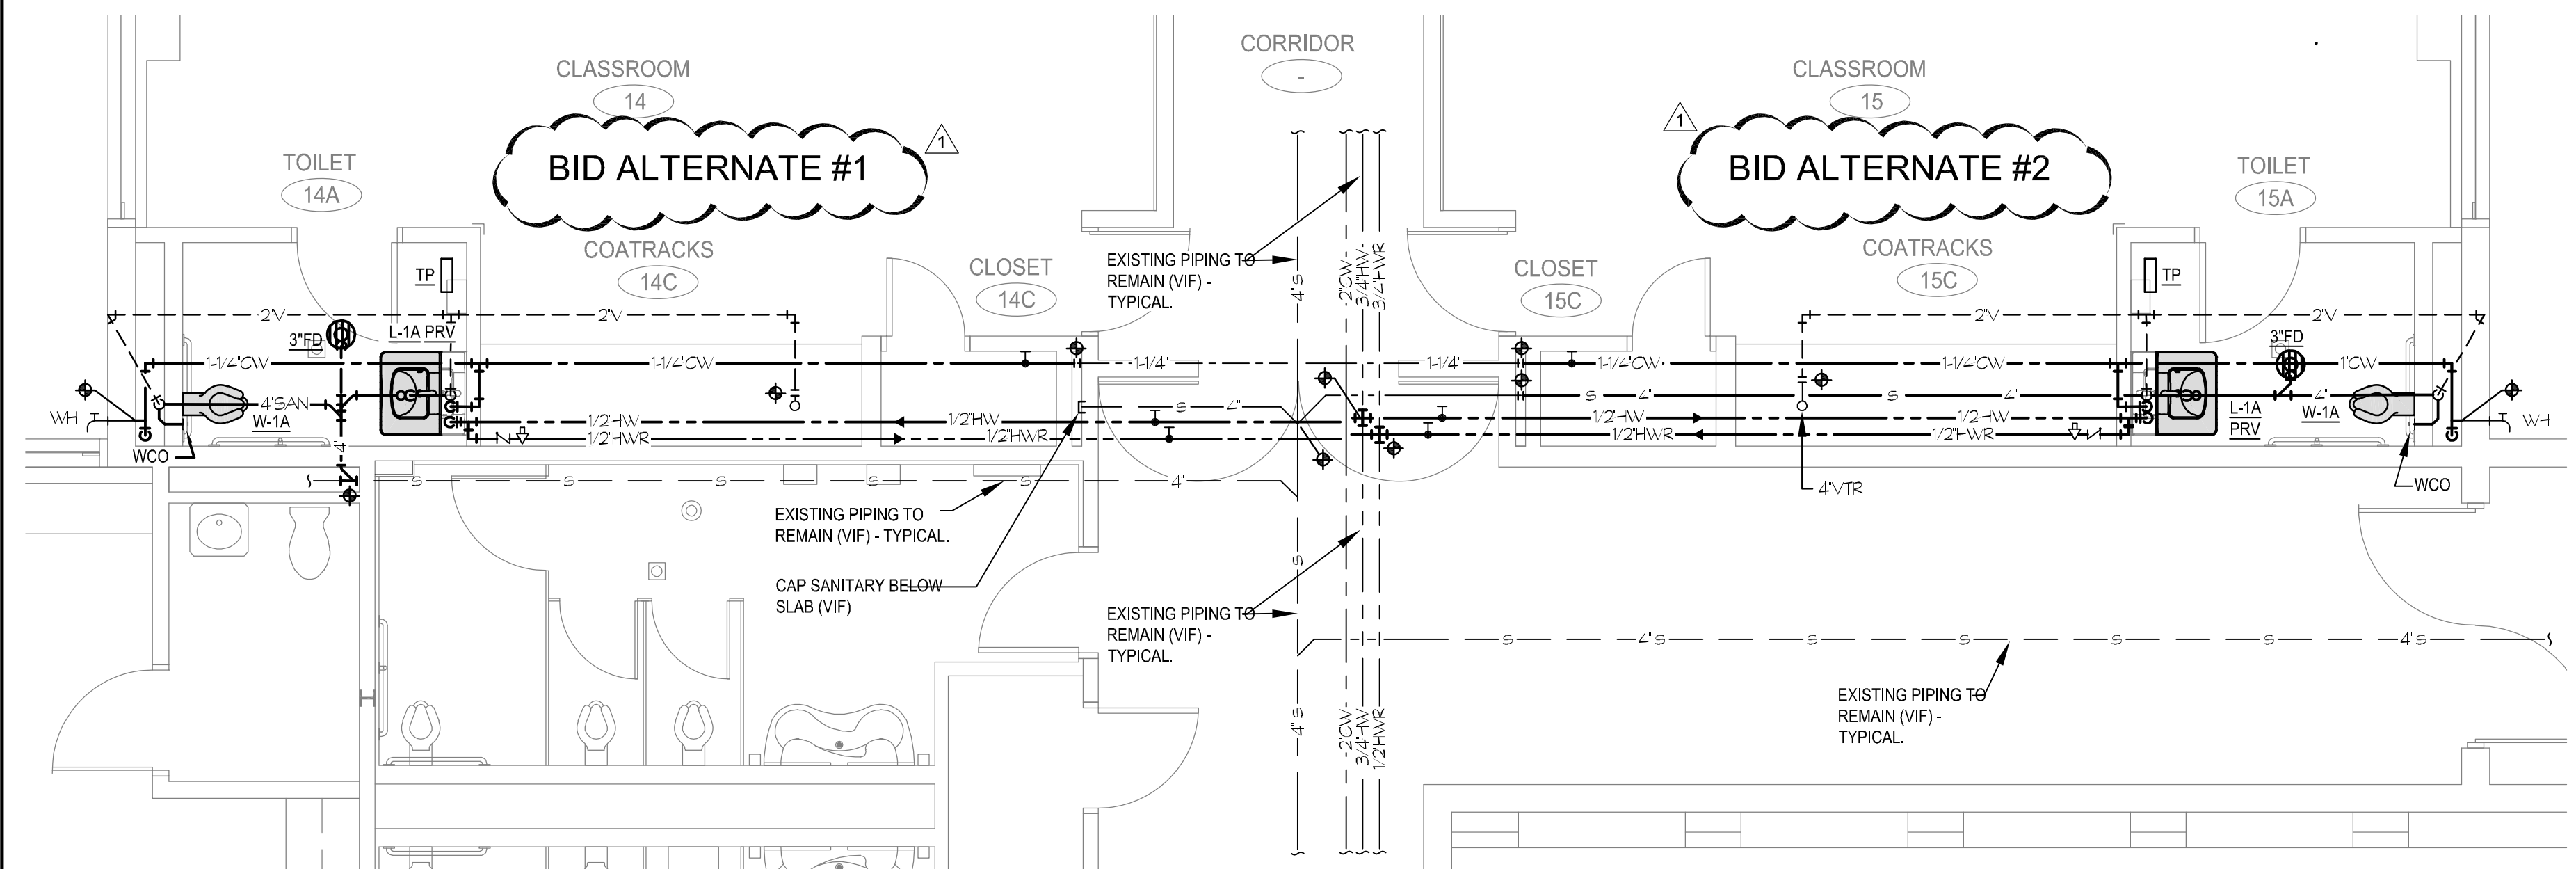 CORRIDOR
-
CLASSROOM
14
BID ALTERNATE #1
1
CLASSROOM
15
1
BID ALTERNATE #2
TOILET
14A
TOILET
15A
COATRACKS
14C
CLOSET
14C
TP
EXISTING PIPING TO
REMAIN (VIF) -
TYPICAL.
4"S
2"CW
3/4"HW
3/4"HWR
CLOSET
15C
COATRACKS
15C
TP
2"V
2"V
3"FD
L-1A PRV
2"V
2"V
3"FD
1-1/4"CW
1-1/4"CW
1-1/4"
1-1/4"
1-1/4"CW
1-1/4"CW
1"CW
WH
4"SAN
W-1A
S
4"
S
4"
S
4"
L-1A
PRV
W-1A
WH
1/2"HW
1/2"HW
1/2"HW
1/2"HW
1/2"HWR
1/2"HWR
1/2"HWR
1/2"HWR
4"
WCO
S
S
S
S
S
4"
4"VTR
WCO
EXISTING PIPING TO
REMAIN (VIF) - TYPICAL.
CAP SANITARY BELOW
SLAB (VIF)
S
EXISTING PIPING TO
REMAIN (VIF) -
TYPICAL.
S
4"S
S
S
S
S
4"S
EXISTING PIPING TO
REMAIN (VIF) -
TYPICAL.
4"S
2"CW
3/4"HW
1/2"HWR